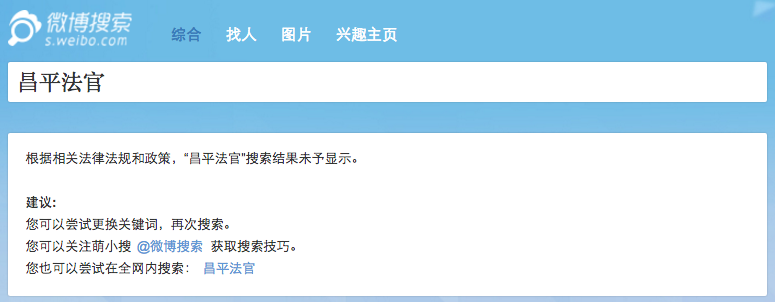 微博搜索
s.weibo.com
综合 找人 图片 兴趣主页
昌平法官
根据相关法律法规和政策，“昌平法官”搜索结果未予显示。
建议:
您可以尝试更换关键词，再次搜索。
您可以关注萌小搜 @微博搜索 获取搜索技巧。
您也可以尝试在全网内搜索： 昌平法官